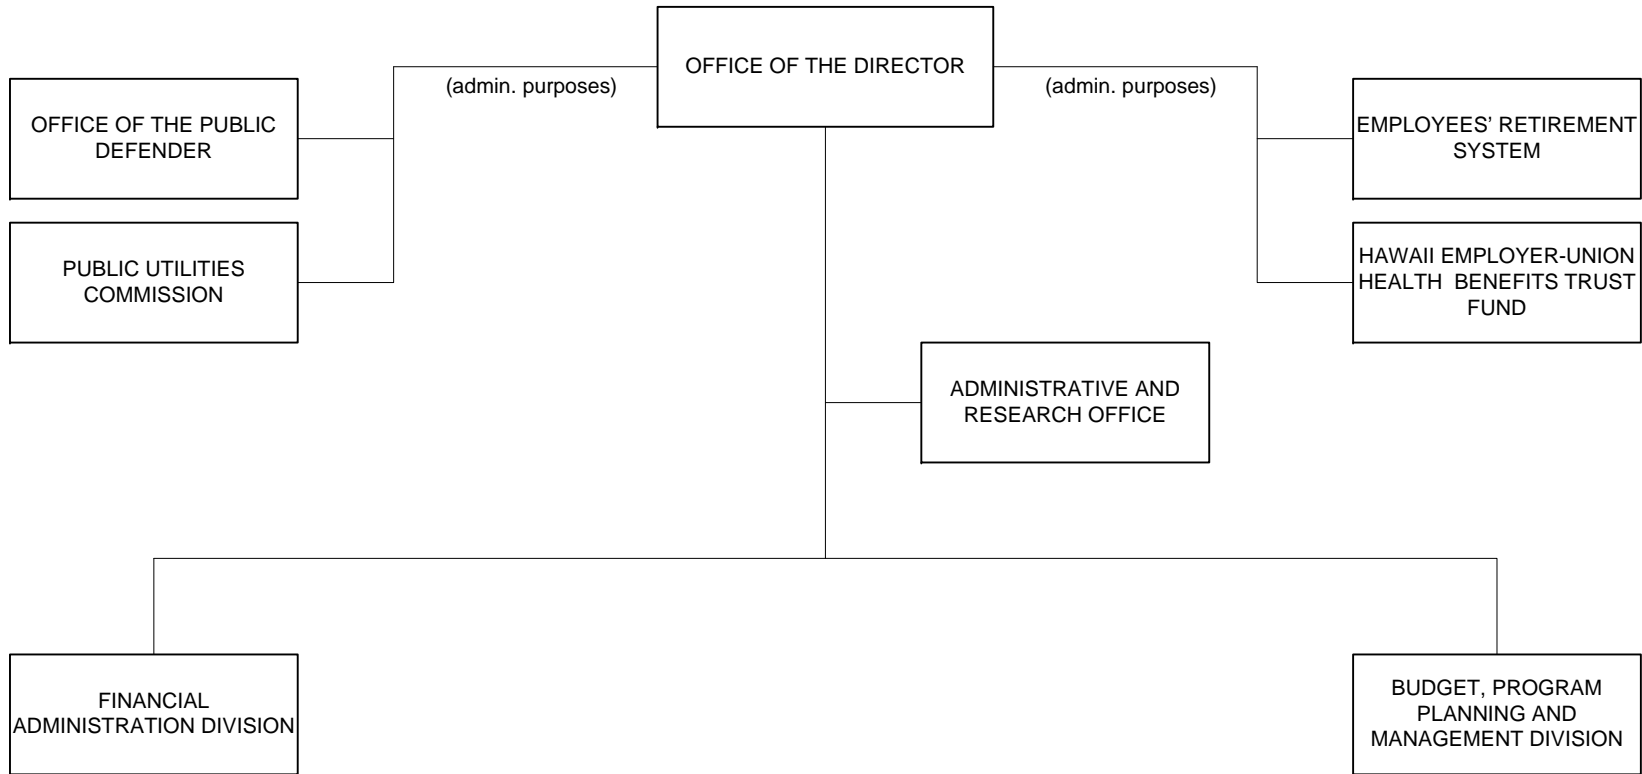 OFFICE OF THE DIRECTOR
(admin. purposes)
(admin. purposes)
OFFICE OF THE PUBLIC
DEFENDER
EMPLOYEES’ RETIREMENT
SYSTEM
PUBLIC UTILITIES
COMMISSION
HAWAII EMPLOYER-UNION
HEALTH  BENEFITS TRUST
FUND
ADMINISTRATIVE AND
RESEARCH OFFICE
FINANCIAL
ADMINISTRATION DIVISION
BUDGET, PROGRAM
PLANNING AND
MANAGEMENT DIVISION